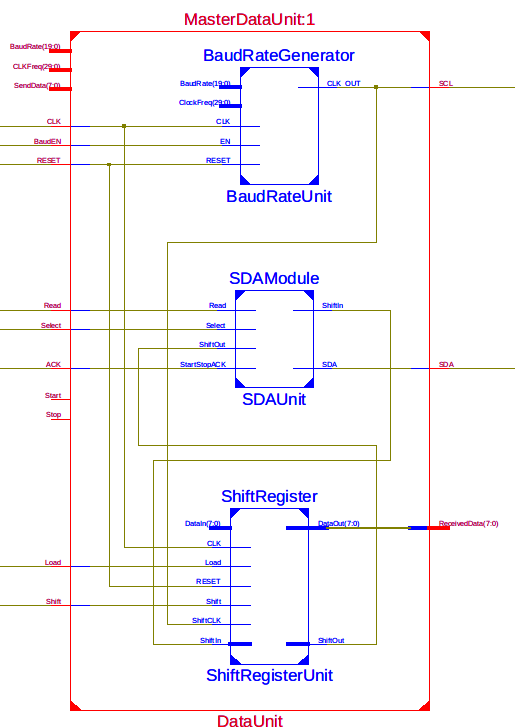 MasterDataUnit:1
BaudRate(19:0)
CLKFreq(29:0)
SendData(7:0)
CLK
BaudEN
RESET
BaudRateGenerator
BaudRate(19:0)
ClockFreq(29:0)
CLK
EN
RESET
CLK OUT
SCL
BaudRateUnit
SDAModule
Read
Select
ACK
Start
Stop
Read
Select
ShiftOut
StartStopACK
ShiftIn
SDA
SDA
SDAUnit
ShiftRegister
DataIn(7:0)
CLK
Load
RESET
Shift
ShiftCLK
ShiftIn
DataOut(7:0)
ShiftOut
ReceivedData(7:0)
Load
Shift
ShiftRegisterUnit
DataUnit